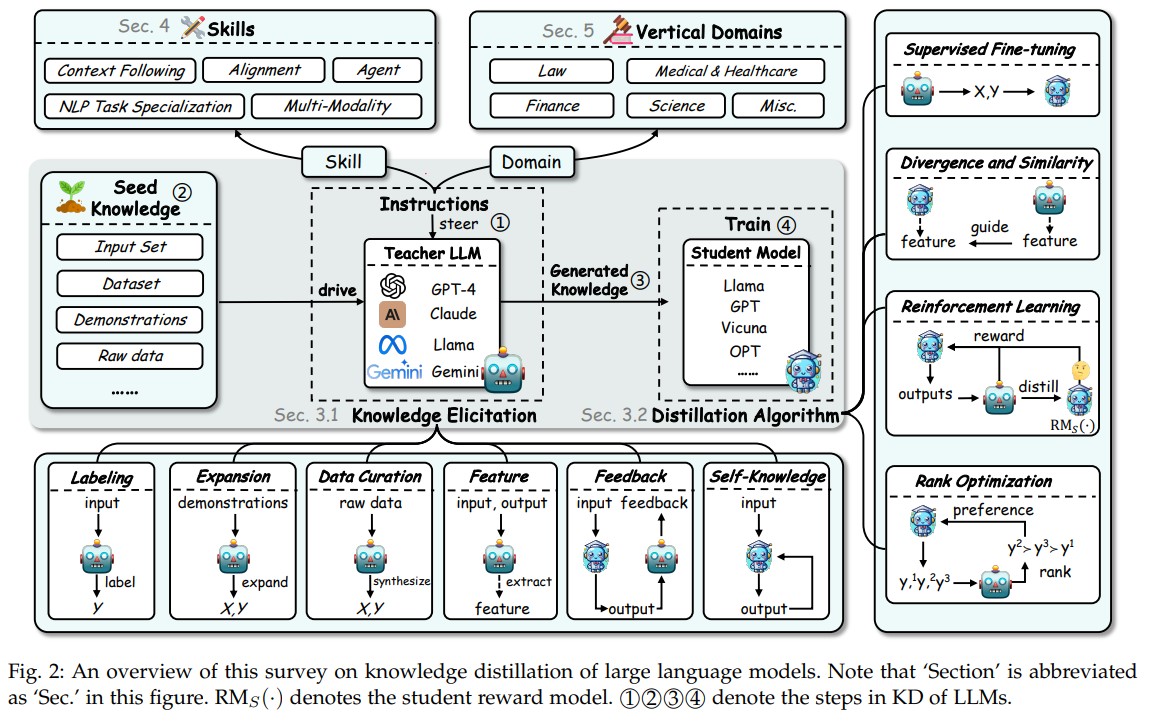 Sec. 4 Skills
Context Following
Alignment
Agent
NLP Task Specialization
Multi-Modality
Sec. 5 Vertical Domains
Law
Medical & Healthcare
Finance
Science
Misc.
Skill
Domain
Seed ②
Knowledge
Input Set
Dataset
Demonstrations
Raw data
......
drive
Instructions
steer ①
Teacher LLM
GPT-4
AI Claude
Llama
Gemini Gemini
Generated
Knowledge ③
Train ④
Student Model
Llama
GPT
Vicuna
OPT
......
Sec. 3.1 Knowledge Elicitation
Sec. 3.2 Distillation Algorithm
Labeling
input
label
Y
Expansion
demonstrations
expand
X,Y
Data Curation
raw data
synthesize
X,Y
Feature
input, output
extract
feature
Feedback
input feedback
output
Self-Knowledge
input
output
Supervised Fine-tuning
X,Y
Divergence and Similarity
guide
feature feature
Reinforcement Learning
reward
outputs distill
RM_S(·)
Rank Optimization
preference
y²≻y³≻y¹
rank
y,¹y,²y³
Fig. 2: An overview of this survey on knowledge distillation of large language models. Note that ‘Section’ is abbreviated
as ‘Sec.’ in this figure. RM_S(·) denotes the student reward model. ①②③④ denote the steps in KD of LLMs.